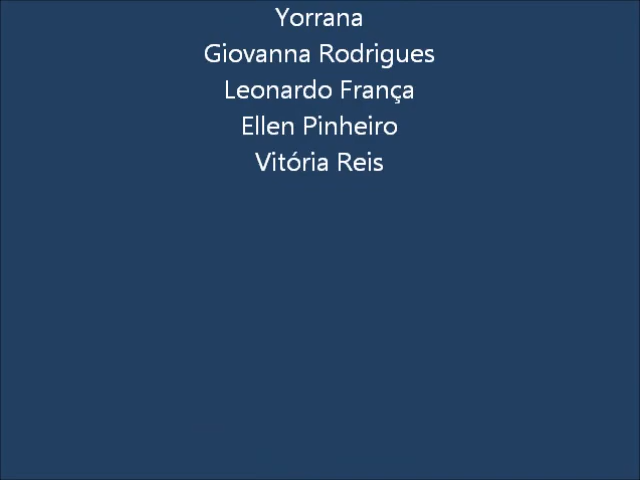 Yorrana
Giovanna Rodrigues
Leonardo França
Ellen Pinheiro
Vitória Reis